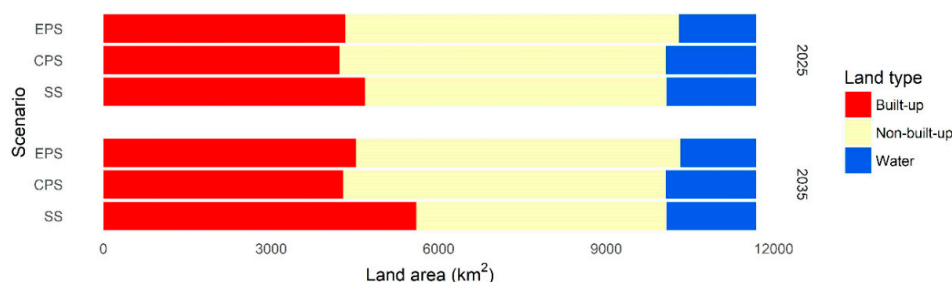 Scenario
EPS
CPS
SS
2025
EPS
CPS
SS
2035
0 3000 6000 9000 12000
Land area (km²)
Land type
Built-up
Non-built-up
Water